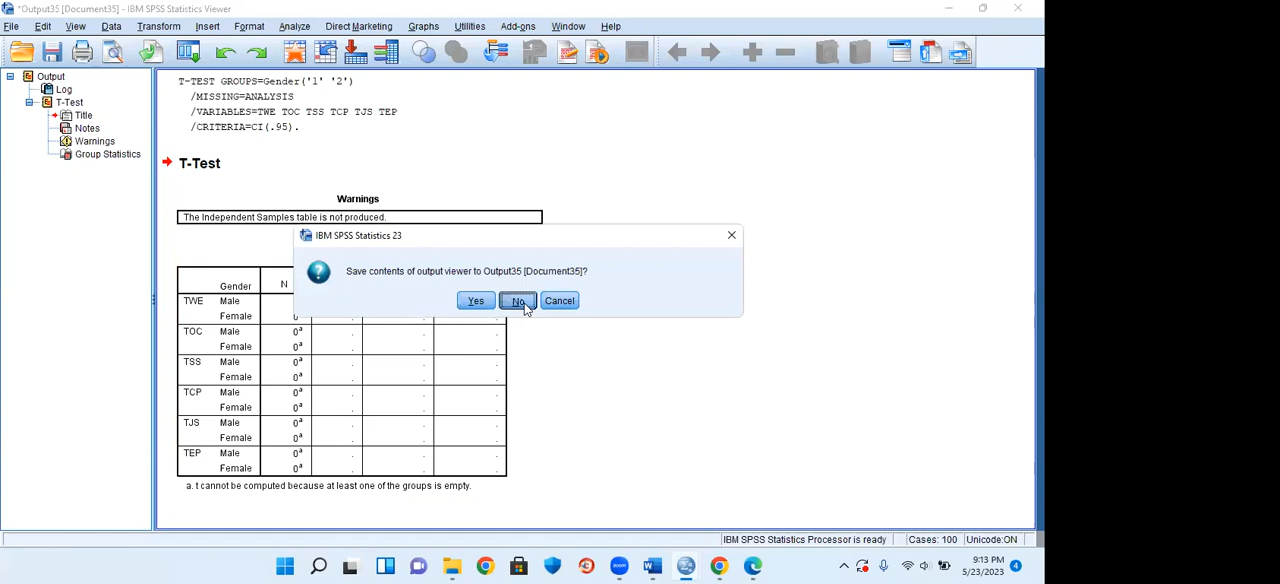 *Output35 [Document35] - IBM SPSS Statistics Viewer
File Edit View Data Transform Insert Format Analyze Direct Marketing Graphs Utilities Add-ons Window Help
Output
Log
T-Test
Title
Notes
Warnings
Group Statistics
T-TEST GROUPS=Gender('1' '2')
/MISSING=ANALYSIS
/VARIABLES=TWE TOC TSS TCP TJS TEP
/CRITERIA=CI(.95).
T-Test
Warnings
The Independent Samples table is not produced.
IBM SPSS Statistics 23
Save contents of output viewer to Output35 [Document35]?
Yes No Cancel
Gender N
TWE Male
Female 0ᵃ . . .
TOC Male 0ᵃ . . .
Female 0ᵃ . . .
TSS Male 0ᵃ . . .
Female 0ᵃ . . .
TCP Male 0ᵃ . . .
Female 0ᵃ . . .
TJS Male 0ᵃ . . .
Female 0ᵃ . . .
TEP Male 0ᵃ . . .
Female 0ᵃ . . .
a. t cannot be computed because at least one of the groups is empty.
IBM SPSS Statistics Processor is ready Cases: 100 Unicode:ON
9:13 PM
5/23/2023 4